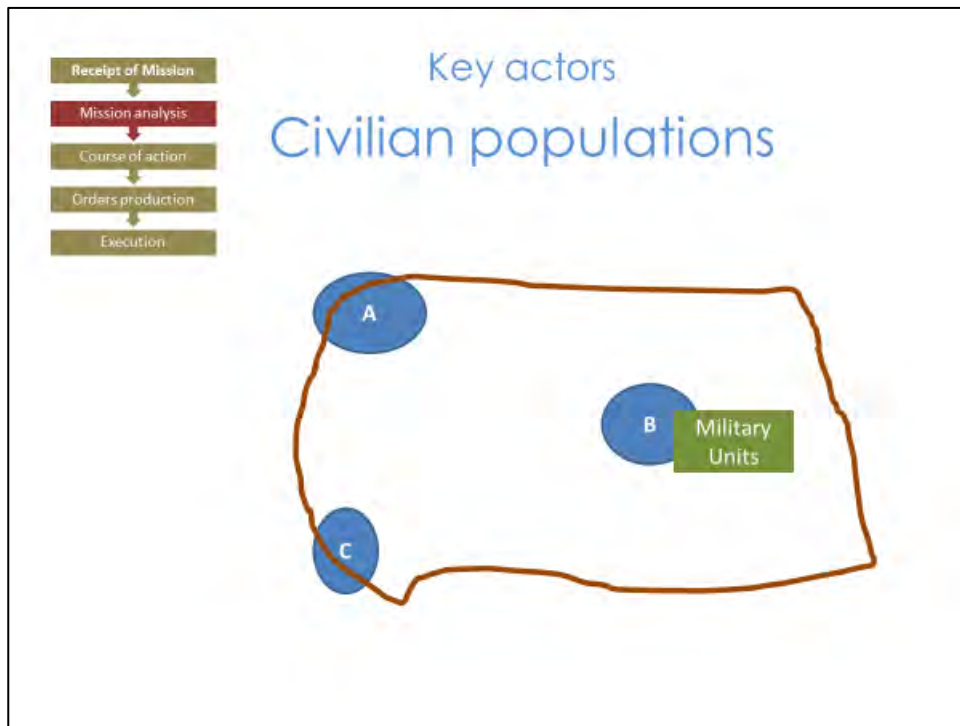 Receipt of Mission
Mission analysis
Course of action
Orders production
Execution
Key actors
Civilian populations
A
B
Military
Units
C